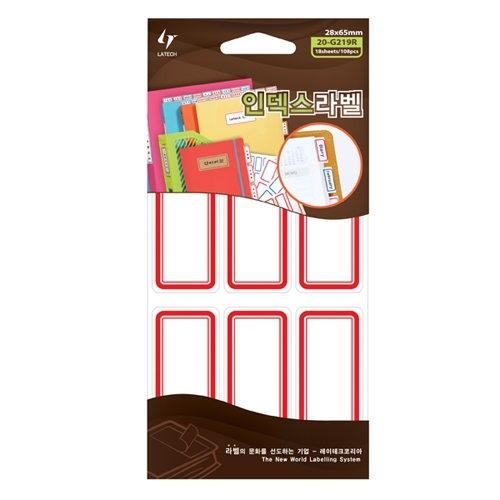 LATECH
28x65mm
20-G219R
18sheets/108pcs
인덱스라벨
라벨의 문화를 선도하는 기업 - 레이테크코리아
The New World Labelling System